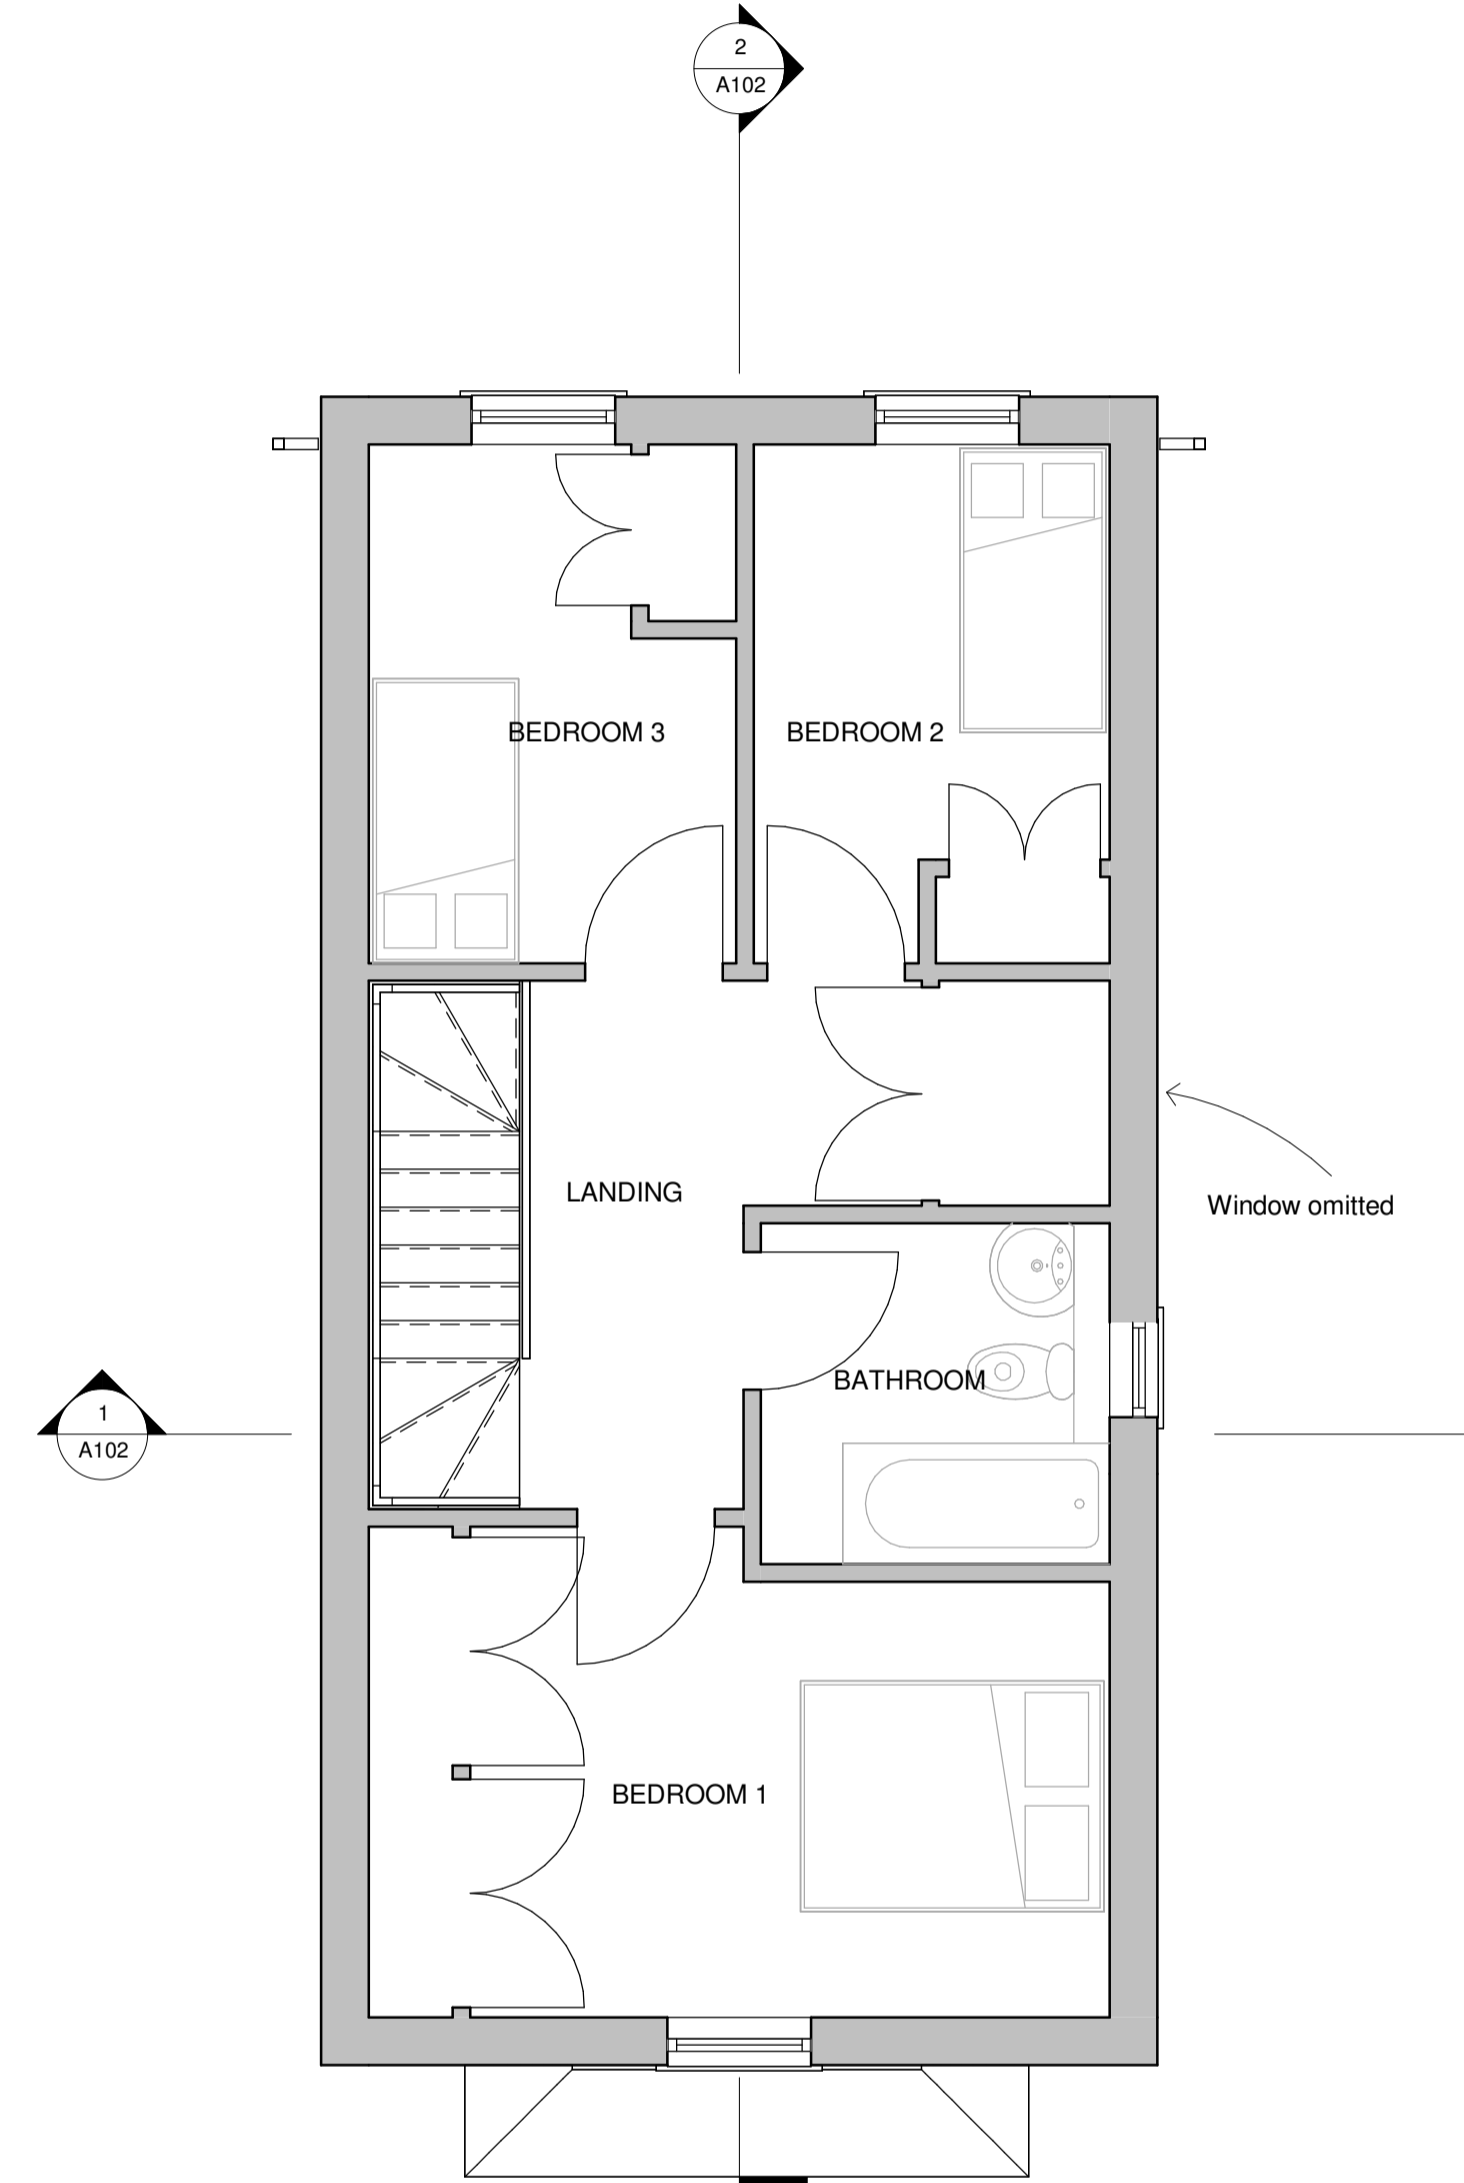 2
A102
BEDROOM 3
BEDROOM 2
LANDING
Window omitted
BATHROOM
1
A102
BEDROOM 1